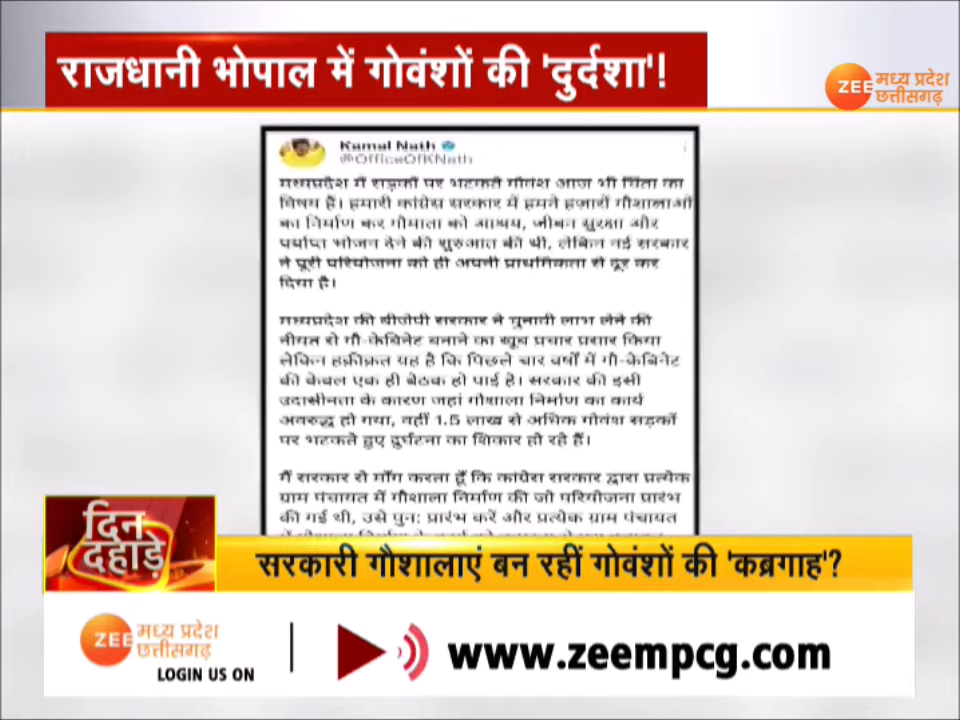 राजधानी भोपाल में गोवंशों की 'दुर्दशा'!
ZEE मध्य प्रदेश
छत्तीसगढ़
Kamal Nath
@OfficeOfKNath
मध्यप्रदेश में सड़कों पर भटकते गोवंश आज भी चिंता का
विषय हैं। हमारी कांग्रेस सरकार में हमने हज़ारों गौशालाओं
का निर्माण कर गौमाता को आश्रय, जीवन सुरक्षा और
पर्याप्त भोजन देने की शुरुआत की थी, लेकिन नई सरकार
ने पूरी परियोजना को ही अपनी प्राथमिकता से दूर कर
दिया है।
मध्यप्रदेश की बीजेपी सरकार ने चुनावी लाभ लेने की
नीयत से गौ-केबिनेट बनाने का खूब प्रचार प्रसार किया
लेकिन हक़ीक़त यह है कि पिछले चार वर्षों में गौ-केबिनेट
की केवल एक ही बैठक हो पाई है। सरकार की इसी
उदासीनता के कारण जहां गौशाला निर्माण का कार्य
अवरुद्ध हो गया, वहीं 1.5 लाख से अधिक गोवंश सड़कों
पर भटकते हुए दुर्घटना का शिकार हो रहे हैं।
मैं सरकार से माँग करता हूँ कि कांग्रेस सरकार द्वारा प्रत्येक
ग्राम पंचायत में गौशाला निर्माण की जो परियोजना प्रारंभ
की गई थी, उसे पुन: प्रारंभ करें और प्रत्येक ग्राम पंचायत
दिन
दहाड़े
सरकारी गौशालाएं बन रहीं गोवंशों की 'कब्रगाह'?
ZEE मध्य प्रदेश
छत्तीसगढ़
LOGIN US ON
www.zeempcg.com